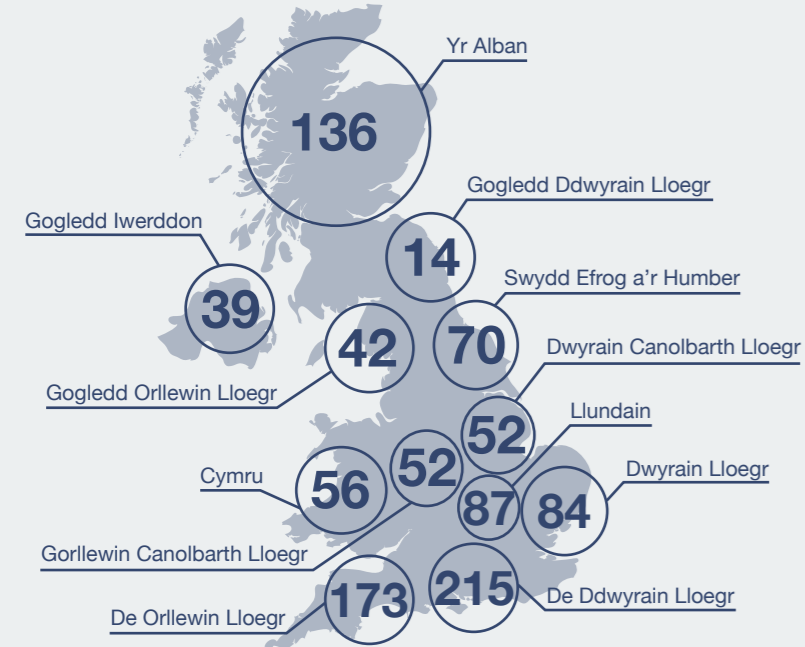 Yr Alban
136
Gogledd Ddwyrain Lloegr
Gogledd Iwerddon
14
Swydd Efrog a'r Humber
39
42
70
Dwyrain Canolbarth Lloegr
Gogledd Orllewin Lloegr
Llundain
52
52
Dwyrain Lloegr
Cymru
56
87
84
Gorllewin Canolbarth Lloegr
173
215
De Ddwyrain Lloegr
De Orllewin Lloegr